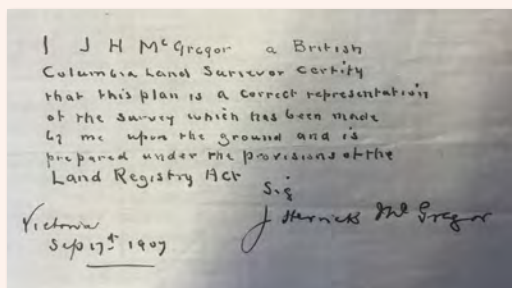 I J H McGregor a British
Columbia Land Surveyor certify
that this plan is a correct representation
of the survey which has been made
by me upon the ground and is
prepared under the provisions of the
Land Registry Act
Sig
J Herrick McGregor
Victoria
Sep 17th 1907